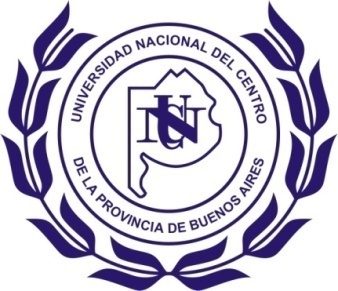 UNIVERSIDAD NACIONAL DEL CENTRO
DE LA PROVINCIA DE BUENOS AIRES
UNC